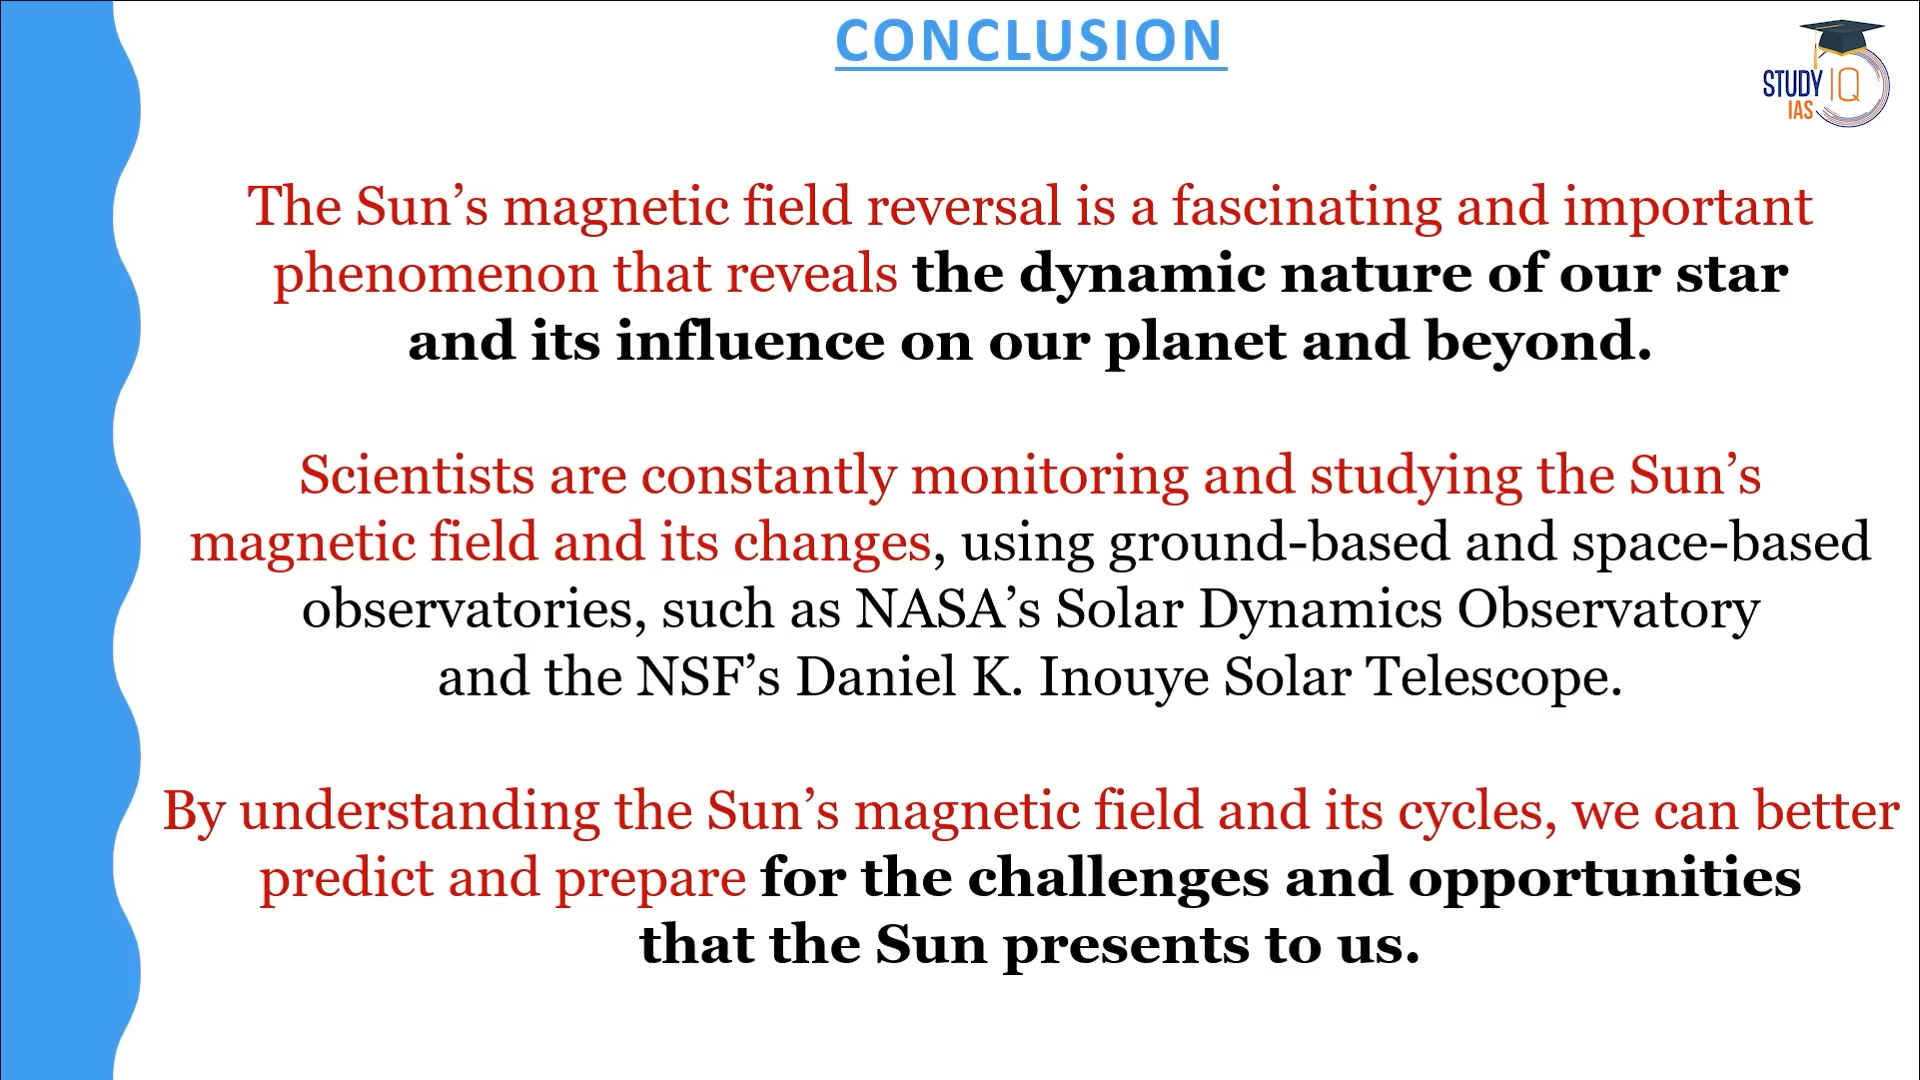 CONCLUSION
STUDY IQ
IAS
The Sun’s magnetic field reversal is a fascinating and important
phenomenon that reveals the dynamic nature of our star
and its influence on our planet and beyond.
Scientists are constantly monitoring and studying the Sun’s
magnetic field and its changes, using ground-based and space-based
observatories, such as NASA’s Solar Dynamics Observatory
and the NSF’s Daniel K. Inouye Solar Telescope.
By understanding the Sun’s magnetic field and its cycles, we can better
predict and prepare for the challenges and opportunities
that the Sun presents to us.